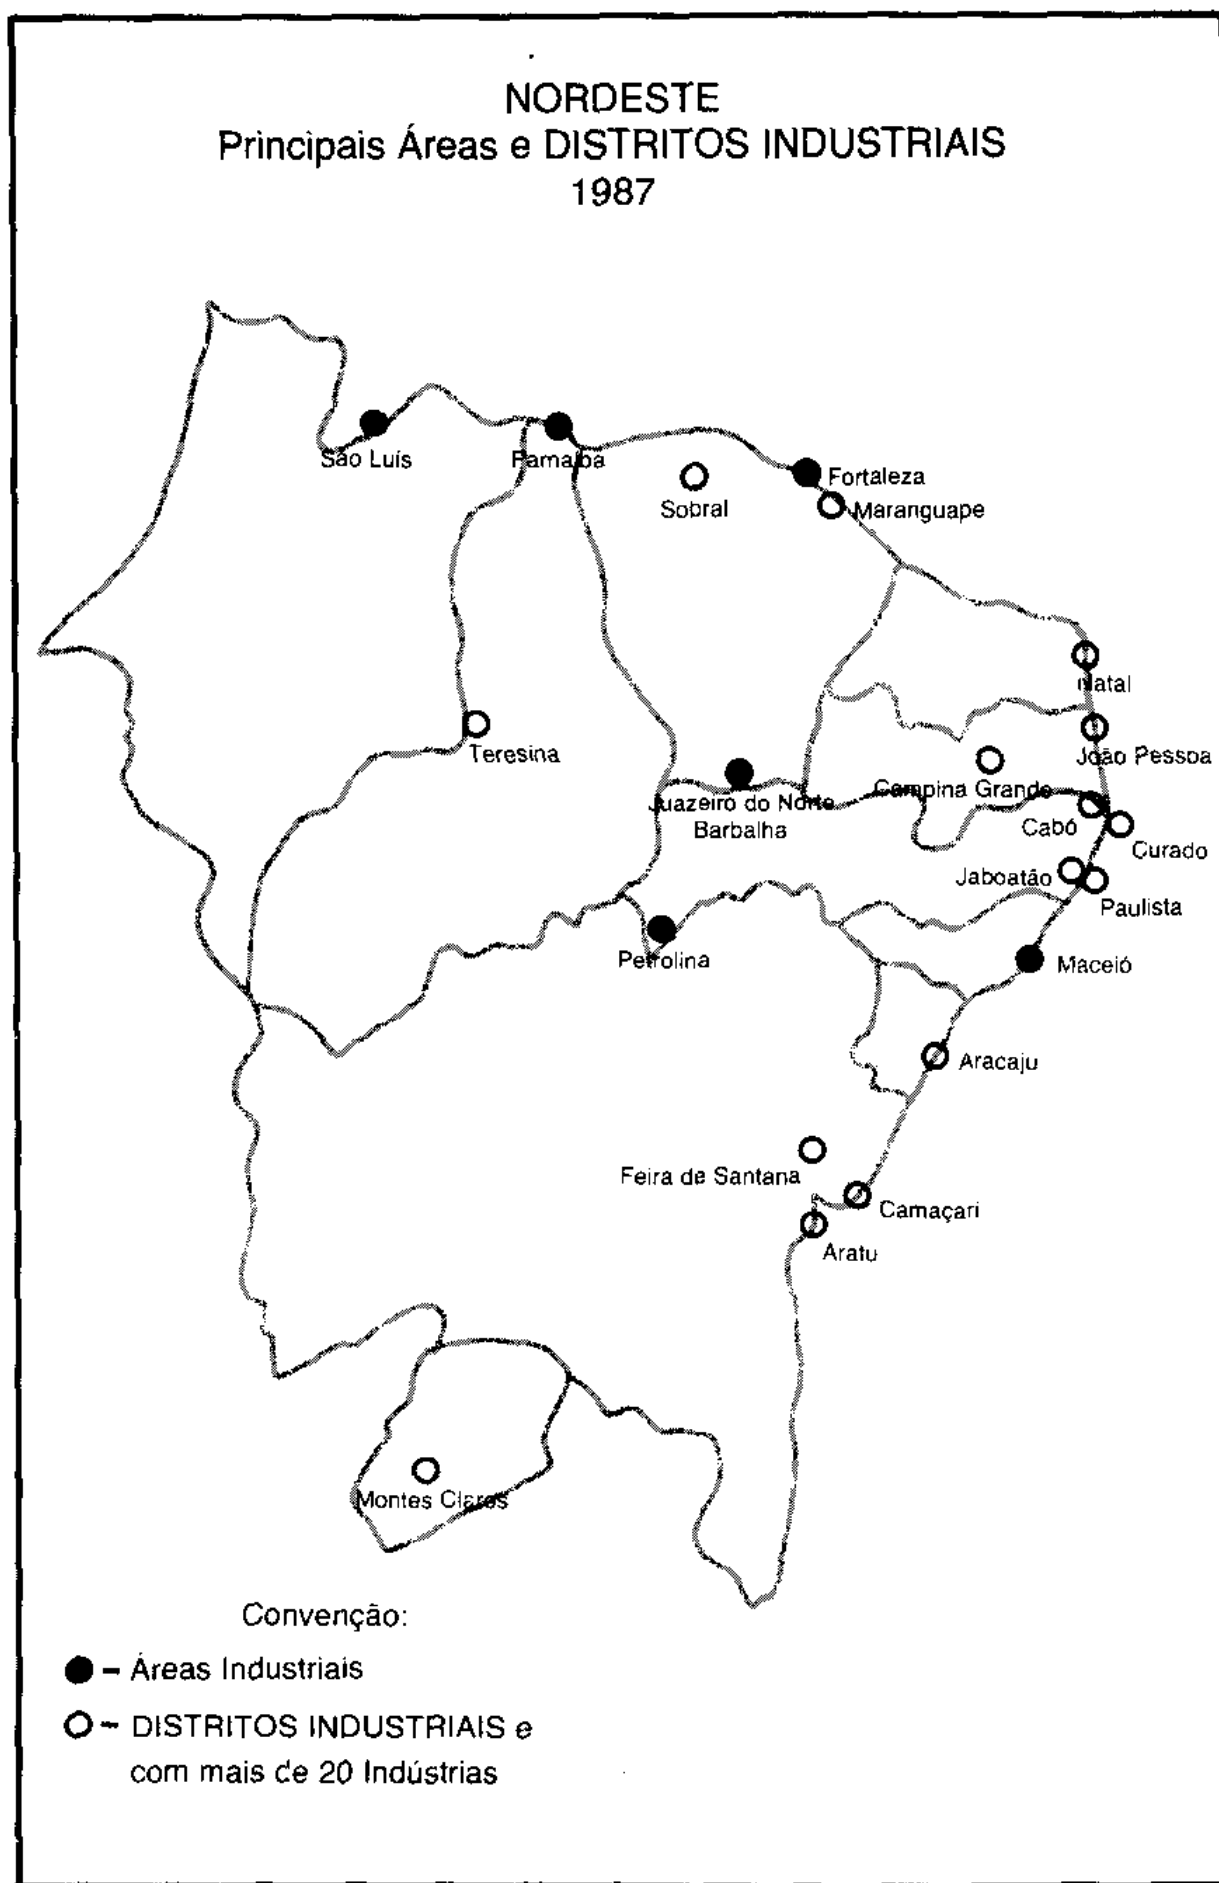 NORDESTE
Principais Áreas e DISTRITOS INDUSTRIAIS
1987
São Luís
Parnaíba
Fortaleza
Sobral
Maranguape
Natal
João Pessoa
Teresina
Campina Grande
Juazeiro do Norte
Barbalha
Cabó
Curado
Jaboatão
Paulista
Petrolina
Maceió
Aracaju
Feira de Santana
Camaçari
Aratu
Montes Claros
Convenção:
● – Áreas Industriais
○ – DISTRITOS INDUSTRIAIS e
com mais de 20 Indústrias